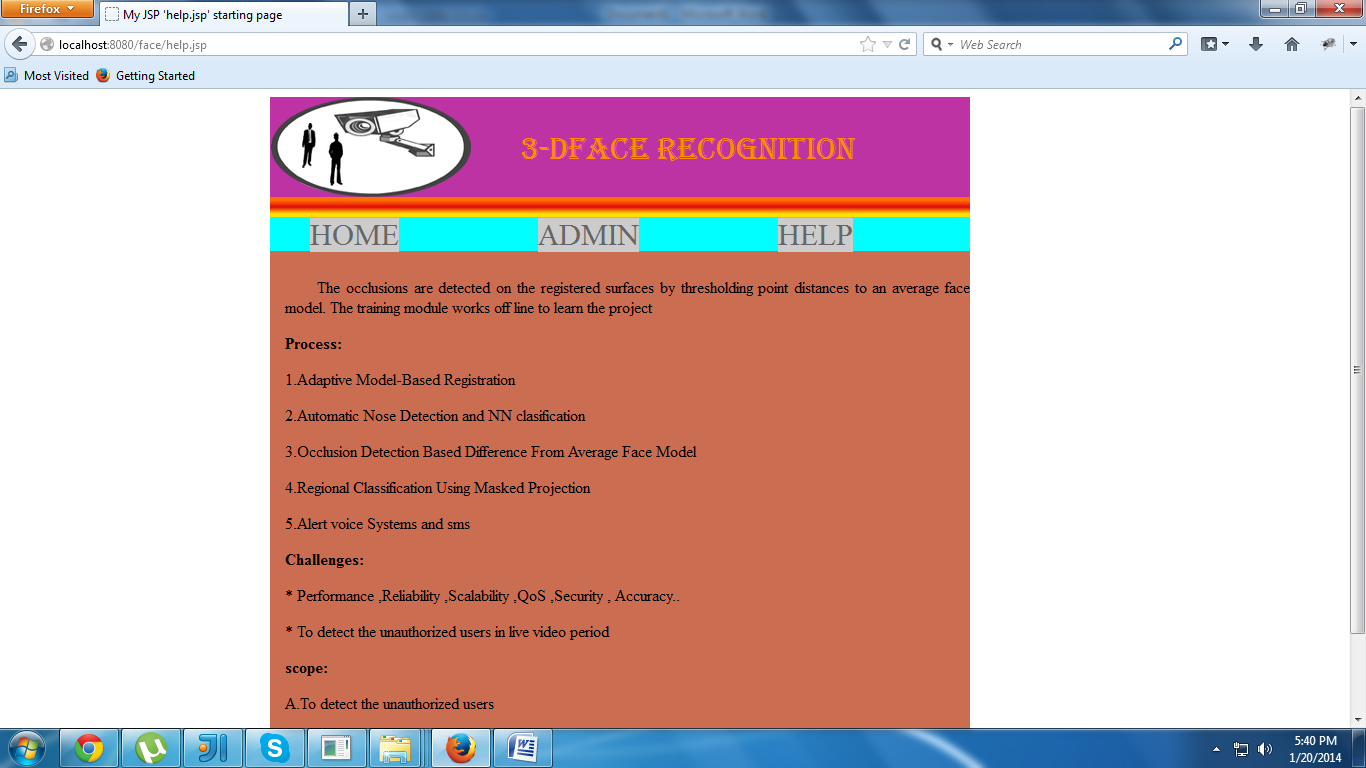 Firefox
My JSP 'help.jsp' starting page
localhost:8080/face/help.jsp
Web Search
Most Visited
Getting Started
3-DFACE RECOGNITION
HOME
ADMIN
HELP
The occlusions are detected on the registered surfaces by thresholding point distances to an average face
model. The training module works off line to learn the project
Process:
1.Adaptive Model-Based Registration
2.Automatic Nose Detection and NN clasification
3.Occlusion Detection Based Difference From Average Face Model
4.Regional Classification Using Masked Projection
5.Alert voice Systems and sms
Challenges:
* Performance ,Reliability ,Scalability ,QoS ,Security , Accuracy..
* To detect the unauthorized users in live video period
scope:
A.To detect the unauthorized users
5:40 PM
1/20/2014